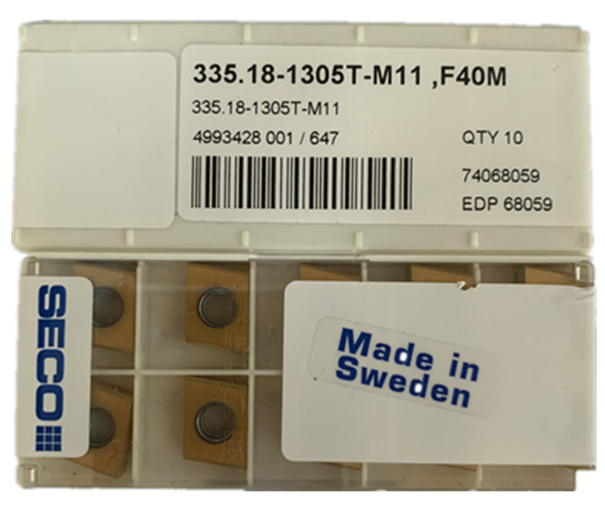 335.18-1305T-M11 ,F40M
335.18-1305T-M11
4993428 001 / 647
QTY 10
74068059
EDP 68059
SECO
Made in
Sweden